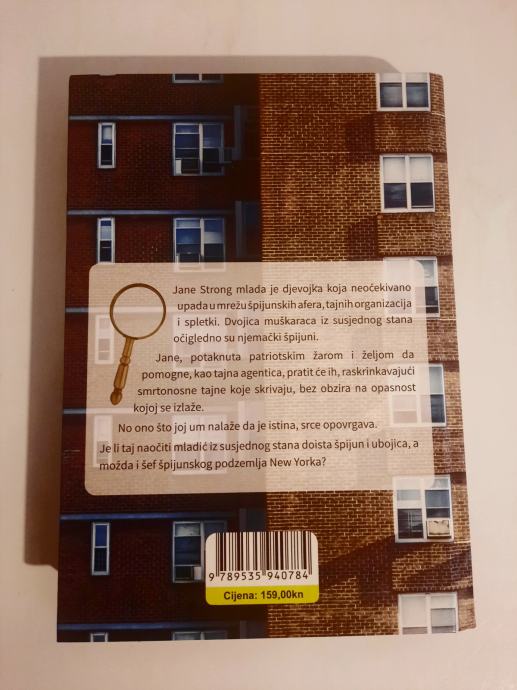 Jane Strong mlada je djevojka koja neočekivano
upada u mrežu špijunskih afera, tajnih organizacija
i spletki. Dvojica muškaraca iz susjednog stana
očigledno su njemački špijuni.
Jane, potaknuta patriotskim žarom i željom da
pomogne, kao tajna agentica, pratit će ih, raskrinkavajući
smrtonosne tajne koje skrivaju, bez obzira na opasnost
kojoj se izlaže.
No ono što joj um nalaže da je istina, srce opovrgava.
Je li taj naočiti mladić iz susjednog stana doista špijun i ubojica, a
možda i šef špijunskog podzemlja New Yorka?
9 789535 940784
Cijena: 159,00kn